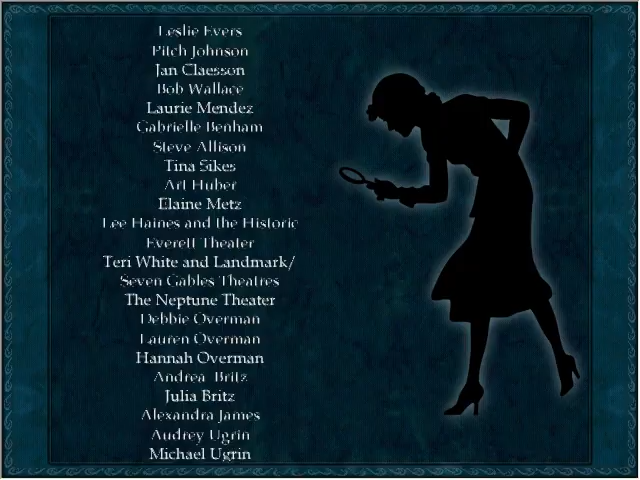 Leslie Evers
Pitch Johnson
Jan Claesson
Bob Wallace
Laurie Mendez
Gabrielle Benham
Steve Allison
Tina Sikes
Art Huber
Elaine Metz
Lee Haines and the Historic
Everett Theater
Teri White and Landmark/
Seven Gables Theatres
The Neptune Theater
Debbie Overman
Lauren Overman
Hannah Overman
Andrea Britz
Julia Britz
Alexandra James
Audrey Ugrin
Michael Ugrin